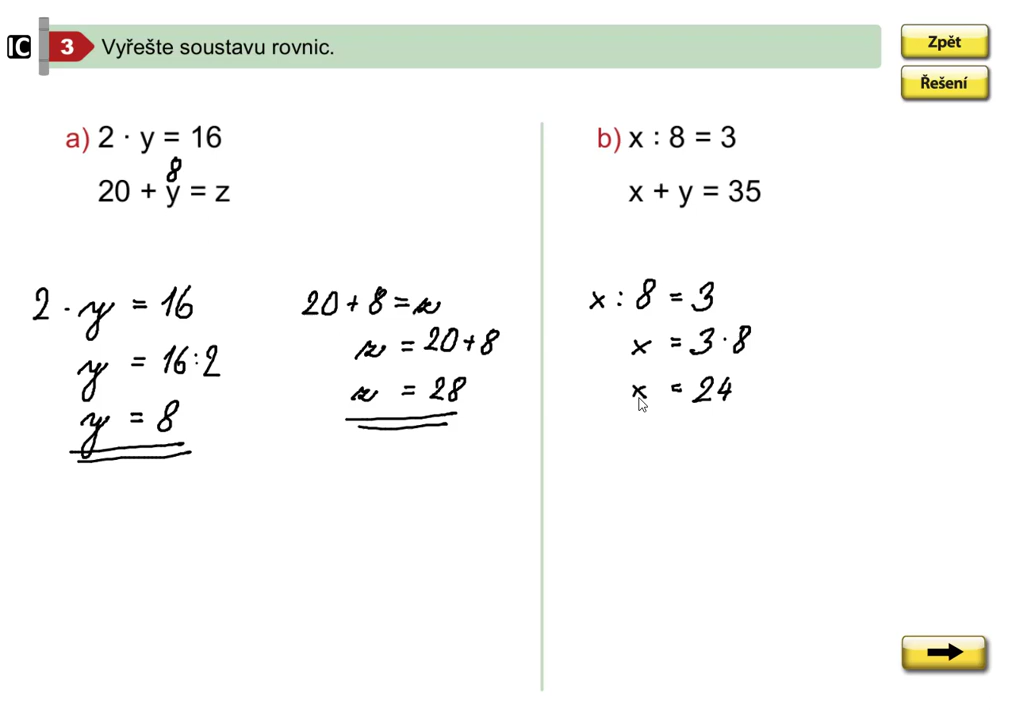 IC
3 Vyřešte soustavu rovnic.
Zpět
Řešení
a) 2 · y = 16
8
20 + y = z
2 · y = 16
y = 16:2
y = 8
20 + 8 = z
z = 20 + 8
z = 28
b) x : 8 = 3
x + y = 35
x : 8 = 3
x = 3 · 8
x = 24